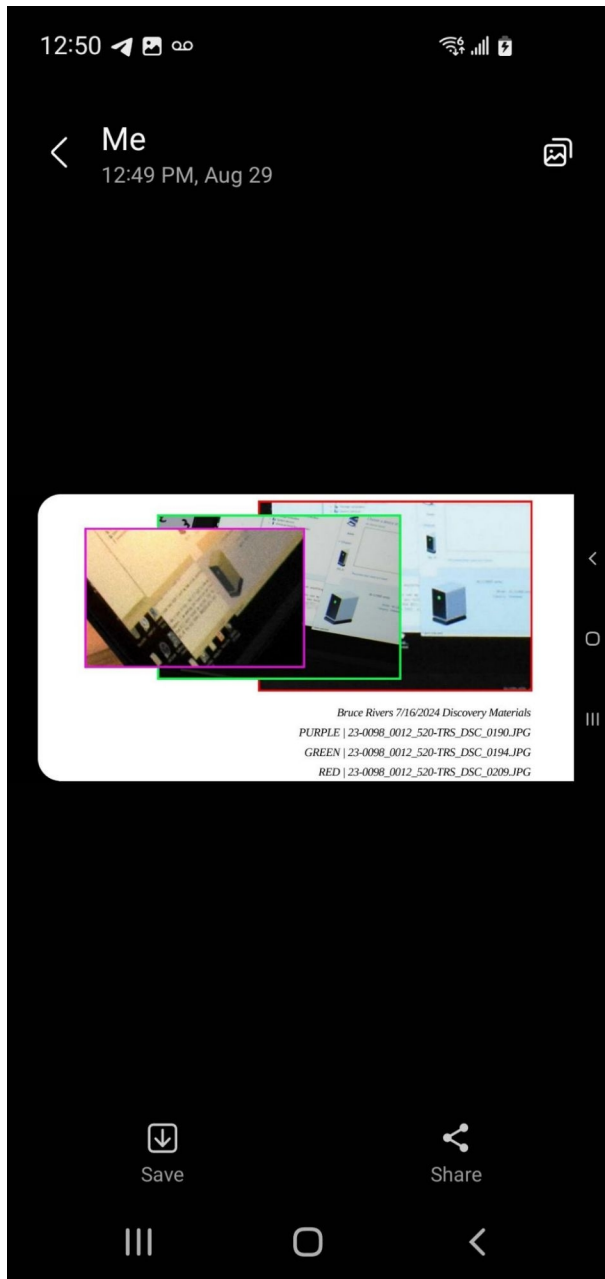 12:50
Me
12:49 PM, Aug 29
Bruce Rivers 7/16/2024 Discovery Materials
PURPLE | 23-0098_0012_520-TRS_DSC_0190.JPG
GREEN | 23-0098_0012_520-TRS_DSC_0194.JPG
RED | 23-0098_0012_520-TRS_DSC_0209.JPG
Save
Share